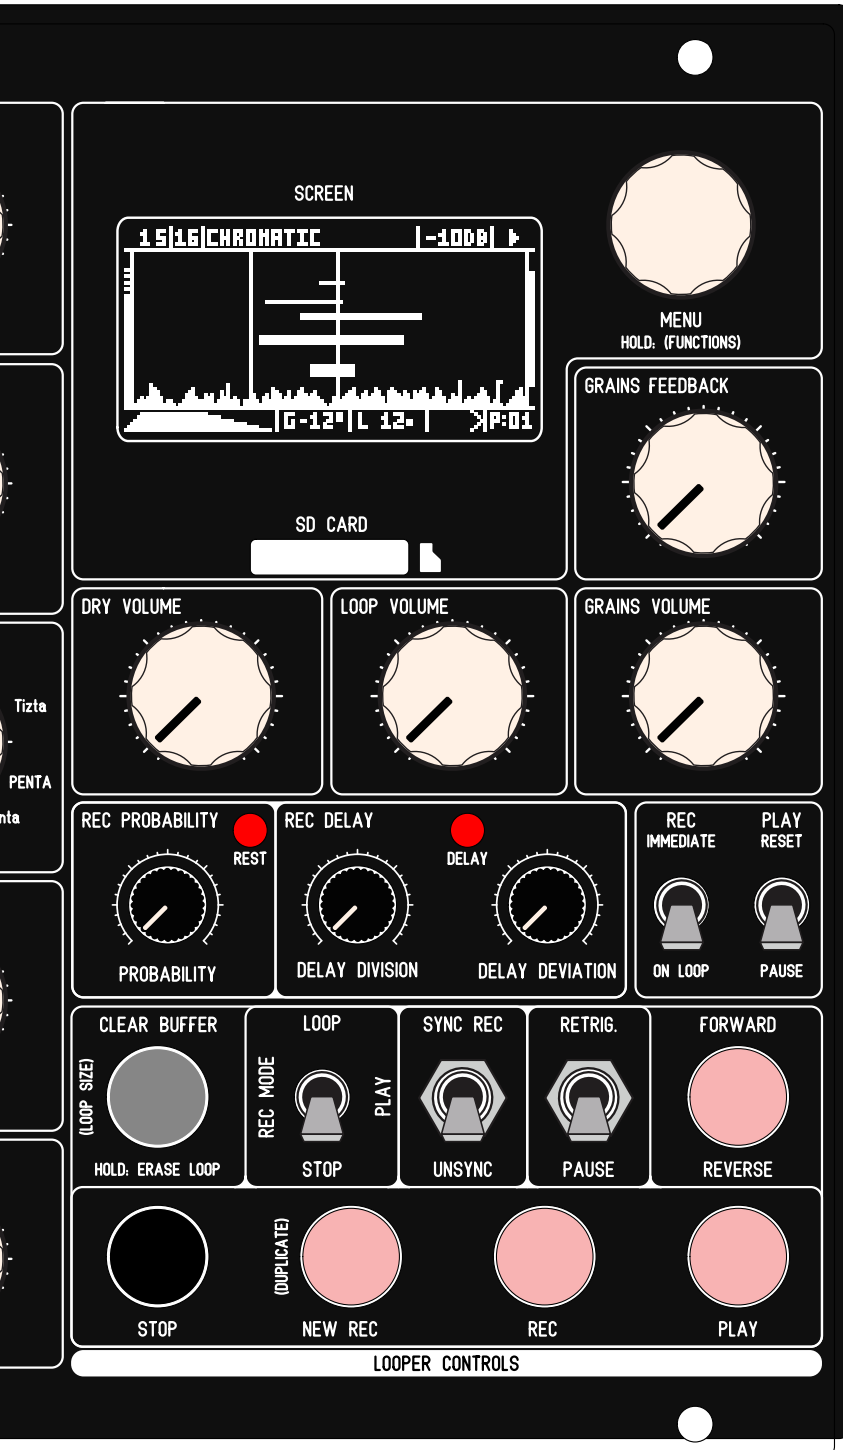 SCREEN
15|16|CHROMATIC |-10DB|
G-12 L 12 P:01
MENU
HOLD: (FUNCTIONS)
GRAINS FEEDBACK
SD CARD
DRY VOLUME
LOOP VOLUME
GRAINS VOLUME
Tizta
PENTA
nta
REC PROBABILITY
REST
PROBABILITY
REC DELAY
DELAY
DELAY DIVISION
DELAY DEVIATION
REC
IMMEDIATE
ON LOOP
PLAY
RESET
PAUSE
CLEAR BUFFER
(LOOP SIZE)
HOLD: ERASE LOOP
LOOP
REC MODE
PLAY
STOP
SYNC REC
UNSYNC
RETRIG.
PAUSE
FORWARD
REVERSE
STOP
(DUPLICATE)
NEW REC
REC
PLAY
LOOPER CONTROLS